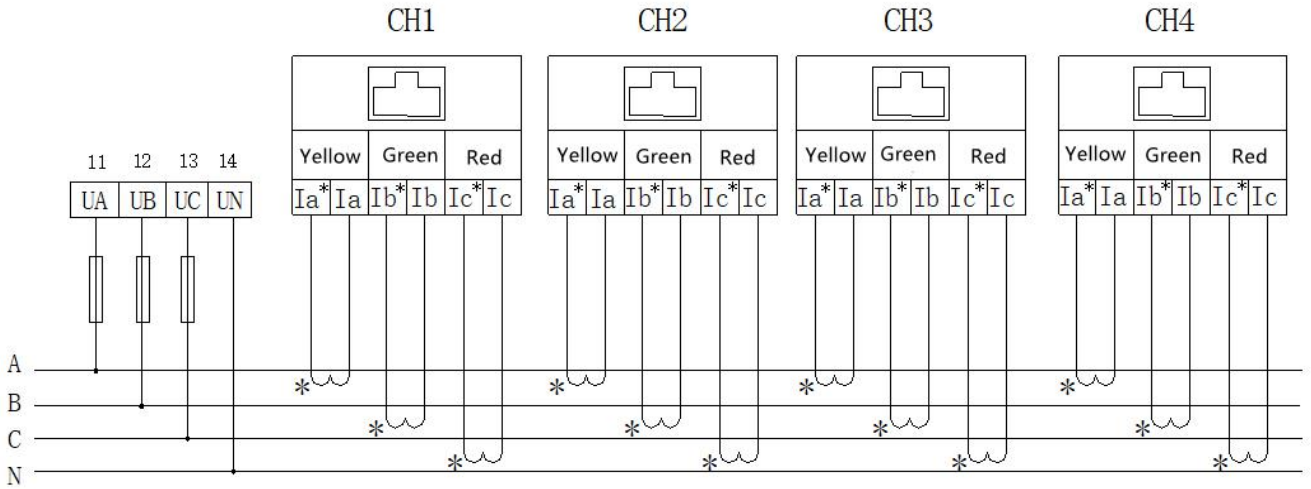 CH1 CH2 CH3 CH4
Yellow Green Red Yellow Green Red Yellow Green Red Yellow Green Red
11 12 13 14
UA UB UC UN Ia* Ia Ib* Ib Ic* Ic Ia* Ia Ib* Ib Ic* Ic Ia* Ia Ib* Ib Ic* Ic Ia* Ia Ib* Ib Ic* Ic
A
* * * *
B
* * * *
C
* * * *
N